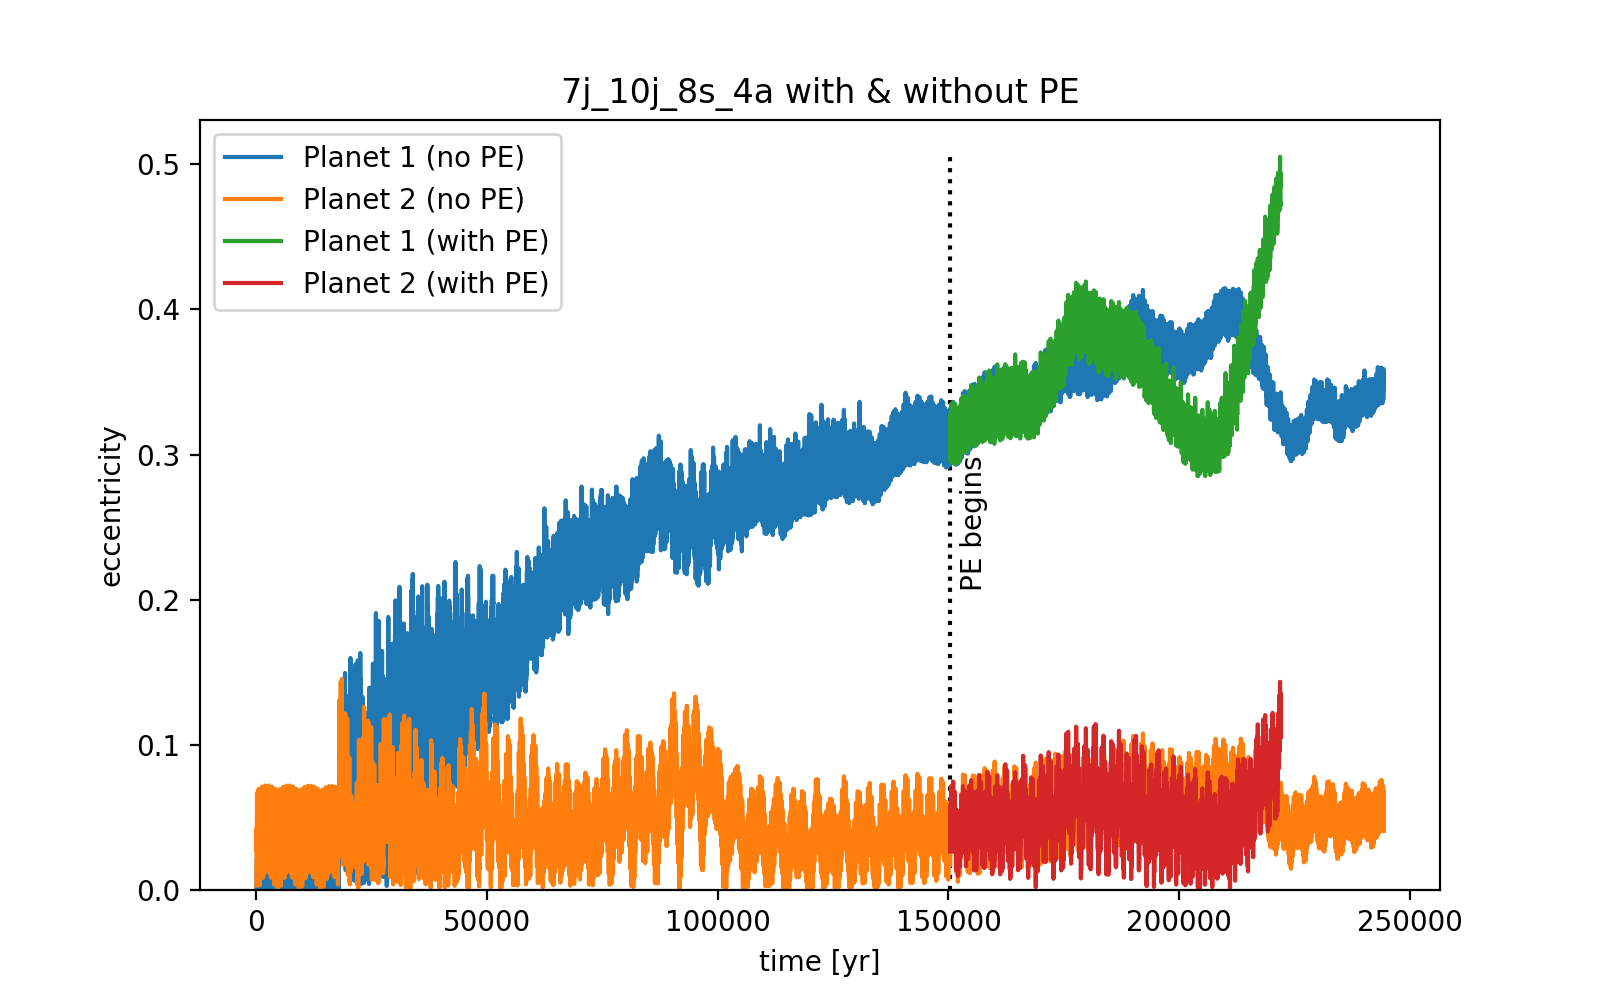 7j_10j_8s_4a with & without PE
Planet 1 (no PE)
Planet 2 (no PE)
Planet 1 (with PE)
Planet 2 (with PE)
eccentricity
0.5
0.4
0.3
0.2
0.1
0.0
PE begins
0
50000
100000
150000
200000
250000
time [yr]